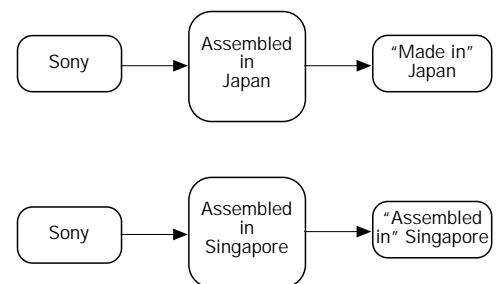 Sony
Assembled
in
Japan
“Made in”
Japan
Sony
Assembled
in
Singapore
“Assembled
in” Singapore